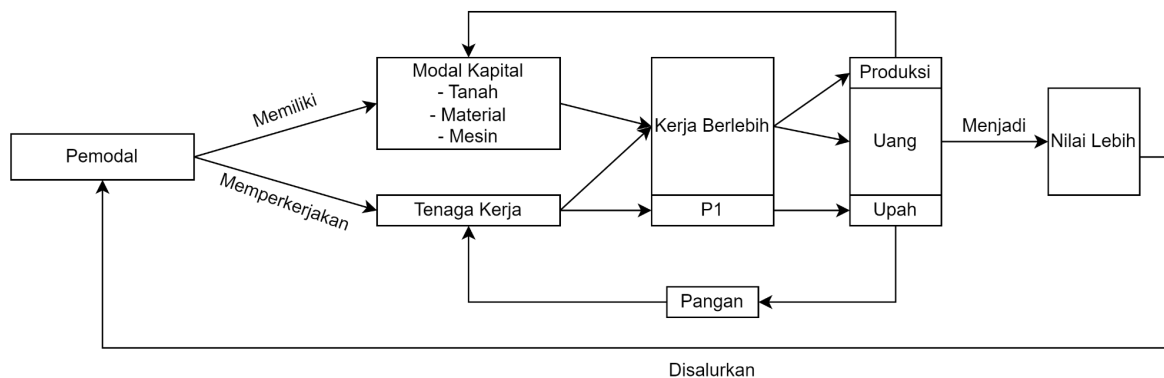 Pemodal
Memiliki
Memperkerjakan
Modal Kapital
- Tanah
- Material
- Mesin
Tenaga Kerja
Kerja Berlebih
P1
Produksi
Uang
Upah
Menjadi
Nilai Lebih
Pangan
Disalurkan